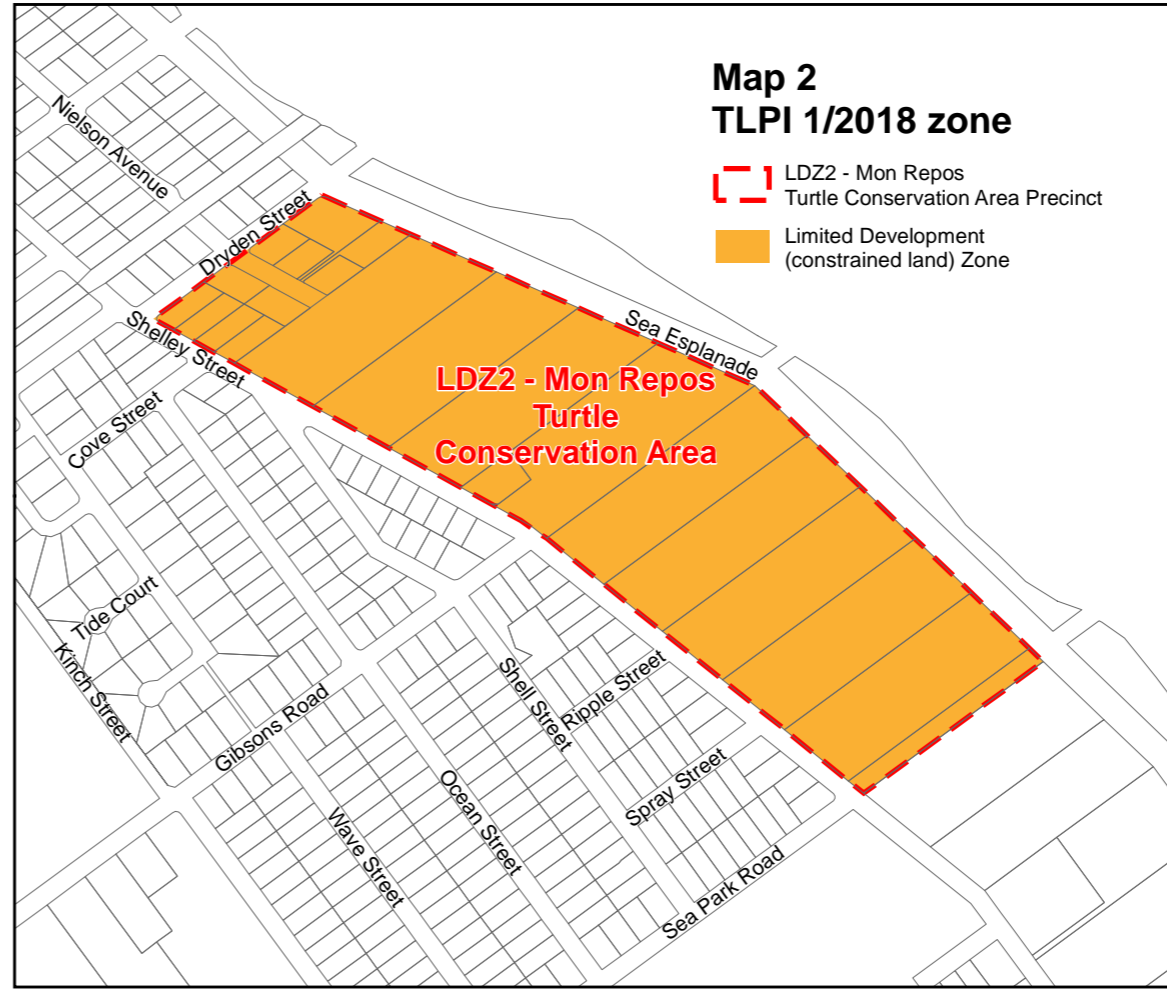 Map 2
TLPI 1/2018 zone
LDZ2 - Mon Repos
Turtle Conservation Area Precinct
Limited Development
(constrained land) Zone
Nielson Avenue
Dryden Street
Shelley Street
Sea Esplanade
LDZ2 - Mon Repos
Turtle
Conservation Area
Cove Street
Tide Court
Kinch Street
Gibsons Road
Shell Street
Ripple Street
Spray Street
Ocean Street
Wave Street
Sea Park Road